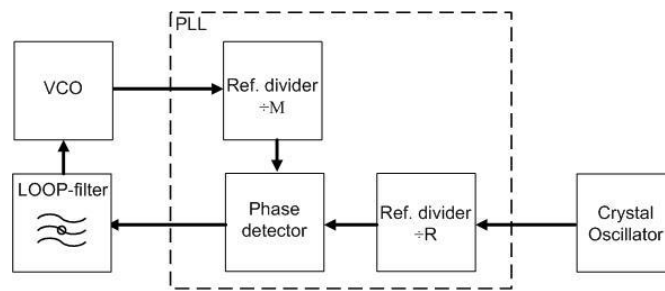 PLL
VCO
Ref. divider
÷M
LOOP-filter
Phase
detector
Ref. divider
÷R
Crystal
Oscillator